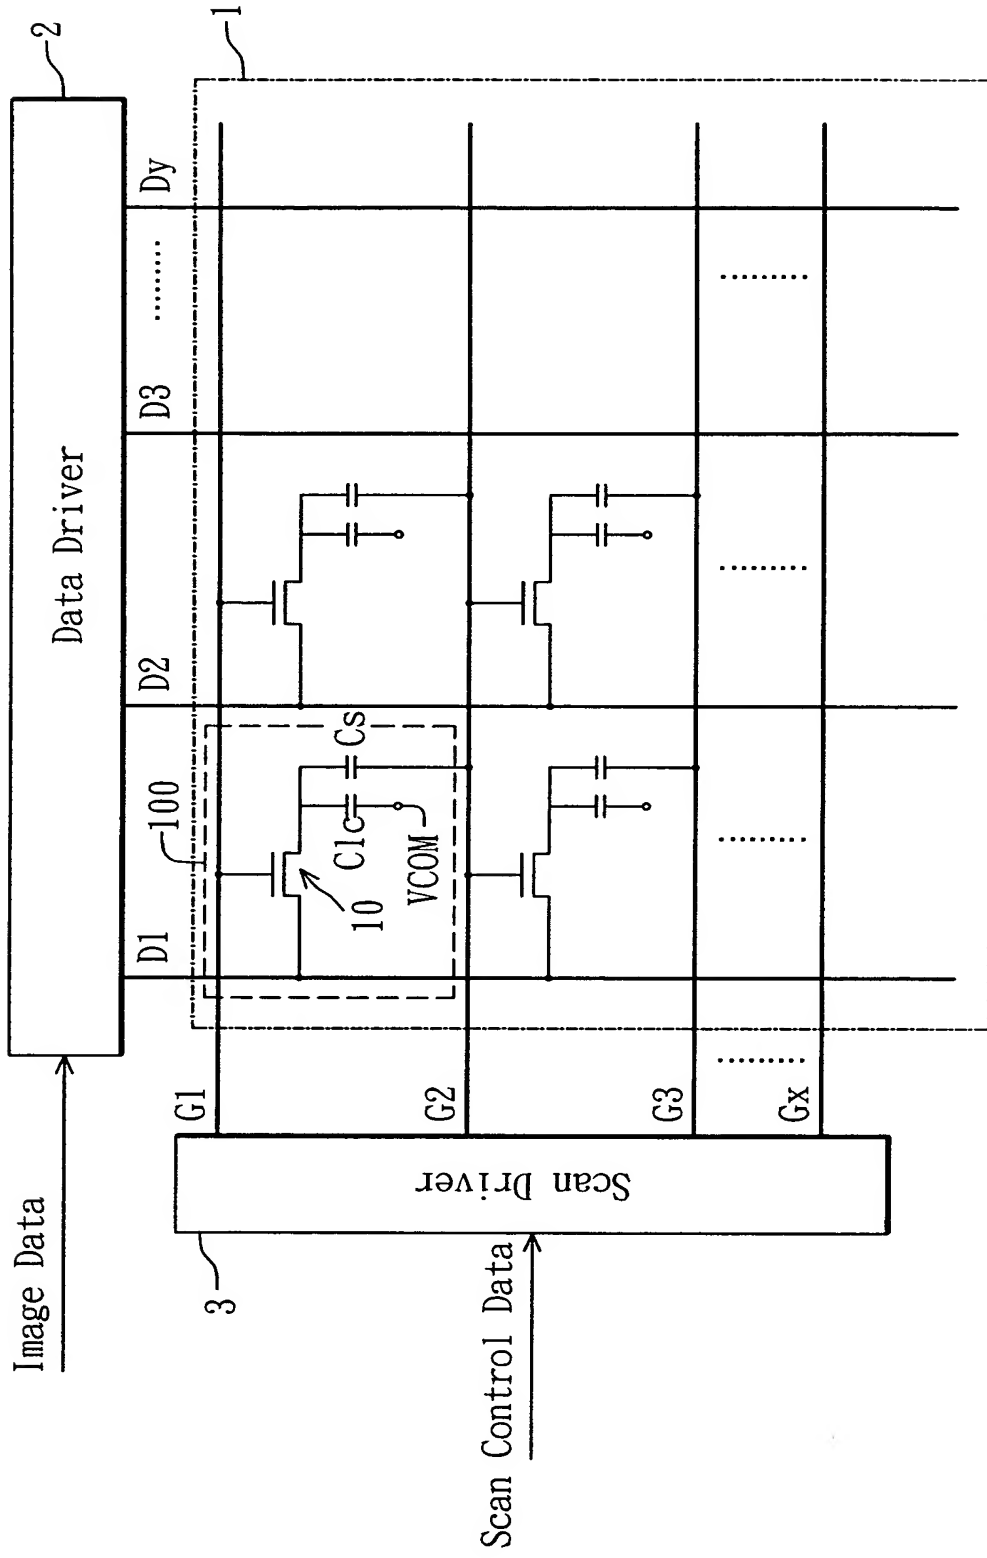 Image Data
Data Driver
2
1
D1
D2
D3
.........
Dy
100
G1
Cs
Clc
10
VCOM
G2
G3
Gx
Scan Driver
3
Scan Control Data